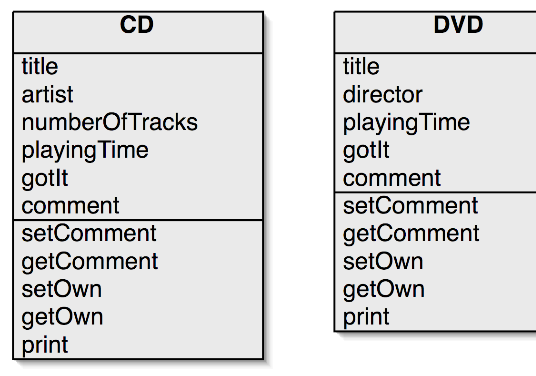 CD
title
artist
numberOfTracks
playingTime
gotIt
comment
setComment
getComment
setOwn
getOwn
print
DVD
title
director
playingTime
gotIt
comment
setComment
getComment
setOwn
getOwn
print